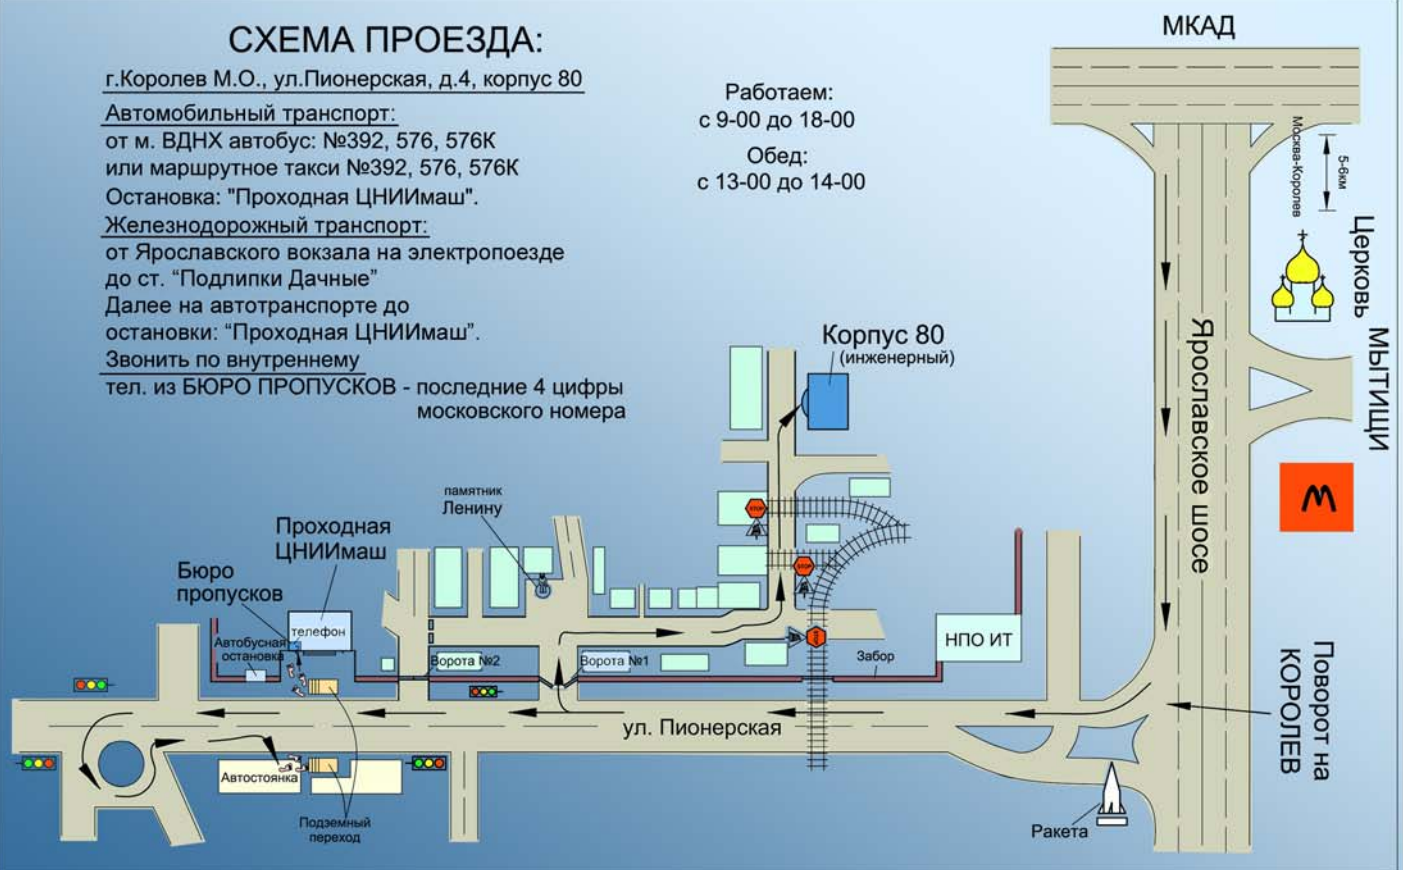 СХЕМА ПРОЕЗДА:
г.Королев М.О., ул.Пионерская, д.4, корпус 80
Автомобильный транспорт:
от м. ВДНХ автобус: №392, 576, 576К
или маршрутное такси №392, 576, 576К
Остановка: "Проходная ЦНИИмаш".
Железнодорожный транспорт:
от Ярославского вокзала на электропоезде
до ст. “Подлипки Дачные”
Далее на автотранспорте до
остановки: “Проходная ЦНИИмаш”.
Звонить по внутреннему
тел. из БЮРО ПРОПУСКОВ - последние 4 цифры
московского номера
Работаем:
с 9-00 до 18-00
Обед:
с 13-00 до 14-00
МКАД
Москва-Королев
5-6км
Церковь
МЫТИЩИ
Ярославское шосе
Корпус 80
(инженерный)
памятник
Ленину
Проходная
ЦНИИмаш
Бюро
пропусков
телефон
Автобусная
остановка
Ворота №2
Ворота №1
STOP
STOP
STOP
Забор
НПО ИТ
Поворот на
КОРОЛЕВ
ул. Пионерская
Автостоянка
Подземный
переход
Ракета